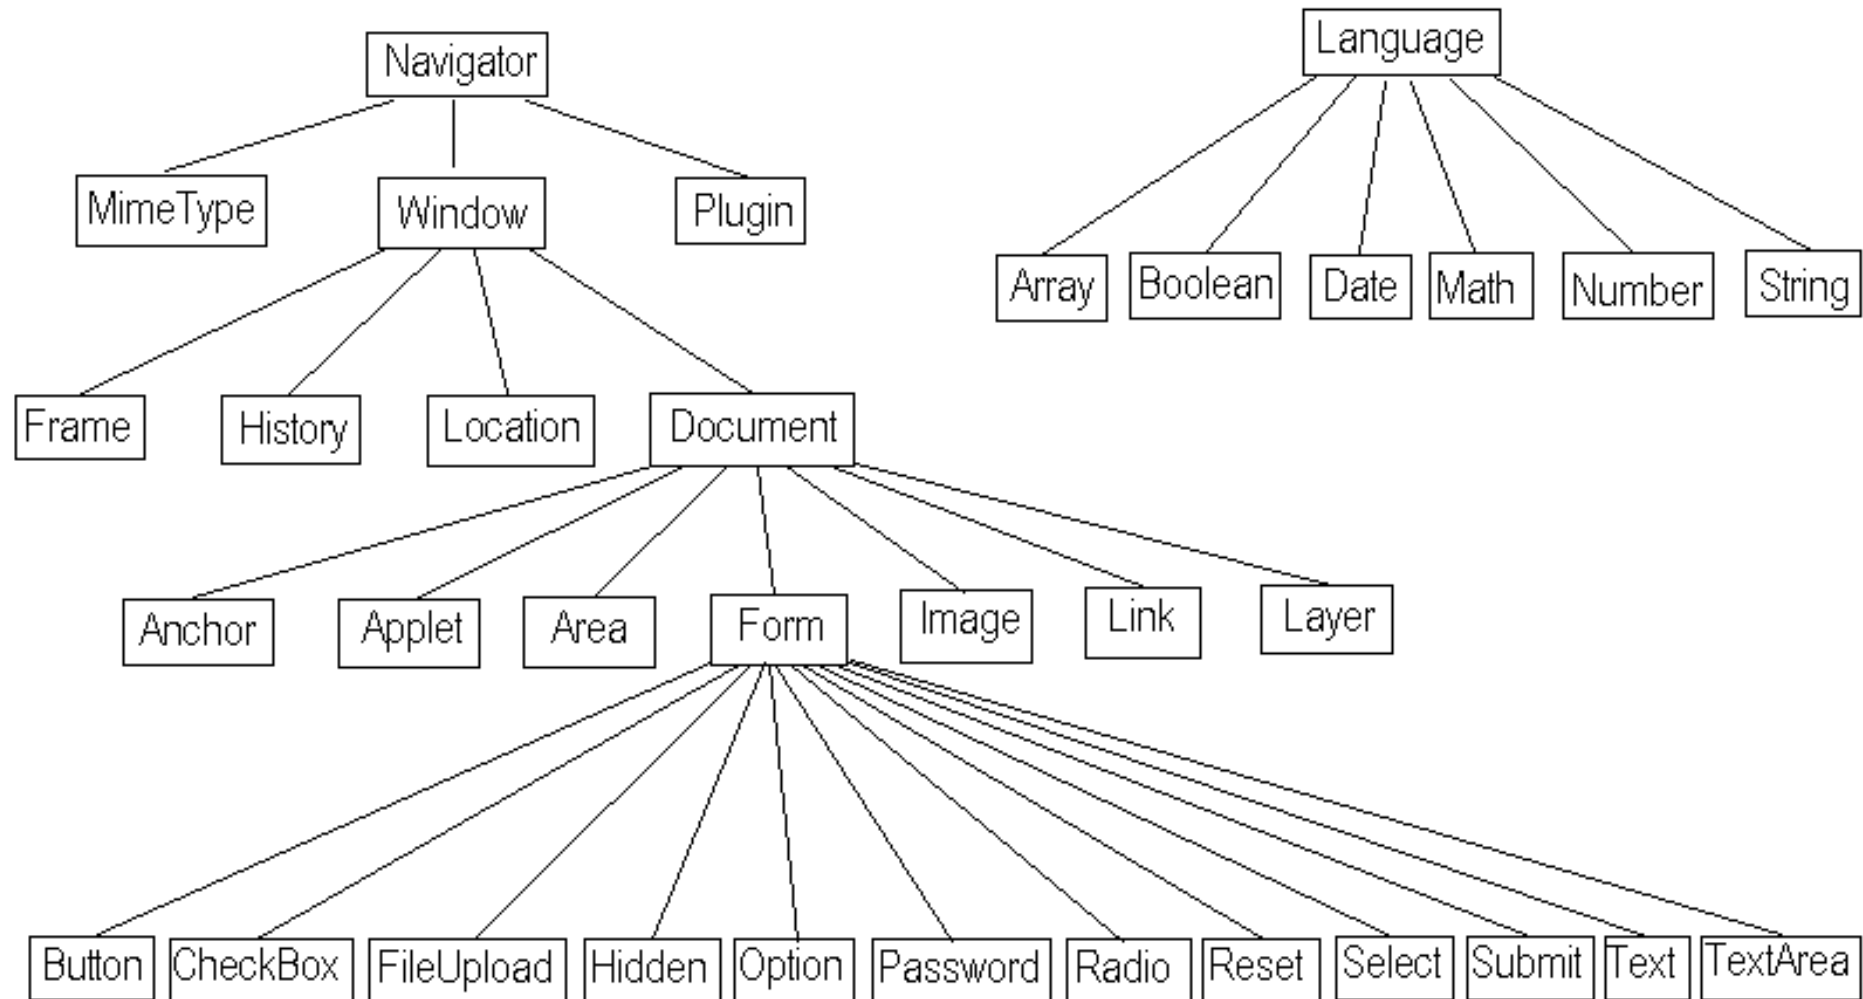 Navigator
Language
MimeType
Window
Plugin
Array
Boolean
Date
Math
Number
String
Frame
History
Location
Document
Anchor
Applet
Area
Form
Image
Link
Layer
Button
CheckBox
FileUpload
Hidden
Option
Password
Radio
Reset
Select
Submit
Text
TextArea